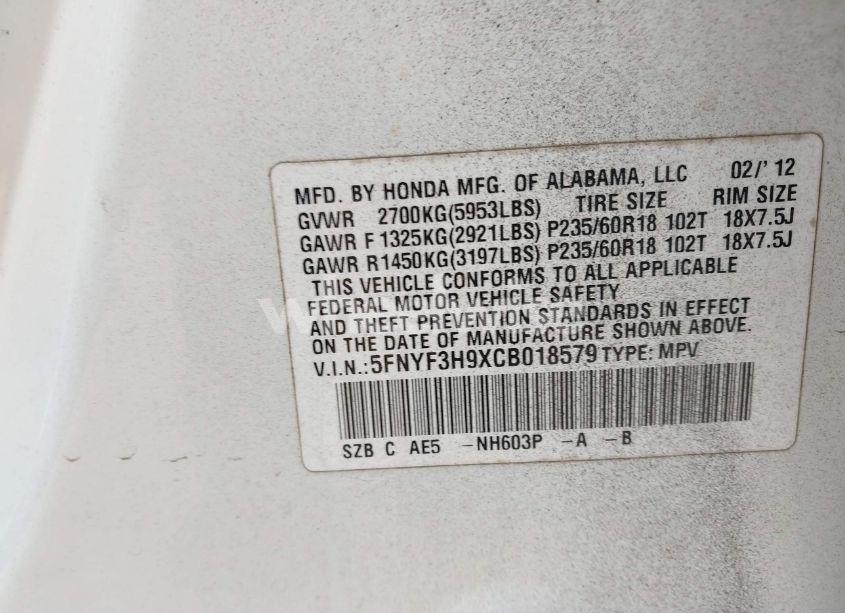 MFD. BY HONDA MFG. OF ALABAMA, LLC 02/'12
GVWR 2700KG(5953LBS) TIRE SIZE RIM SIZE
GAWR F 1325KG(2921LBS) P235/60R18 102T 18X7.5J
GAWR R1450KG(3197LBS) P235/60R18 102T 18X7.5J
THIS VEHICLE CONFORMS TO ALL APPLICABLE
FEDERAL MOTOR VEHICLE SAFETY
AND THEFT PREVENTION STANDARDS IN EFFECT
ON THE DATE OF MANUFACTURE SHOWN ABOVE.
V.I.N.:5FNYF3H9XCB018579 TYPE: MPV
SZB C AE5 -NH603P -A -B